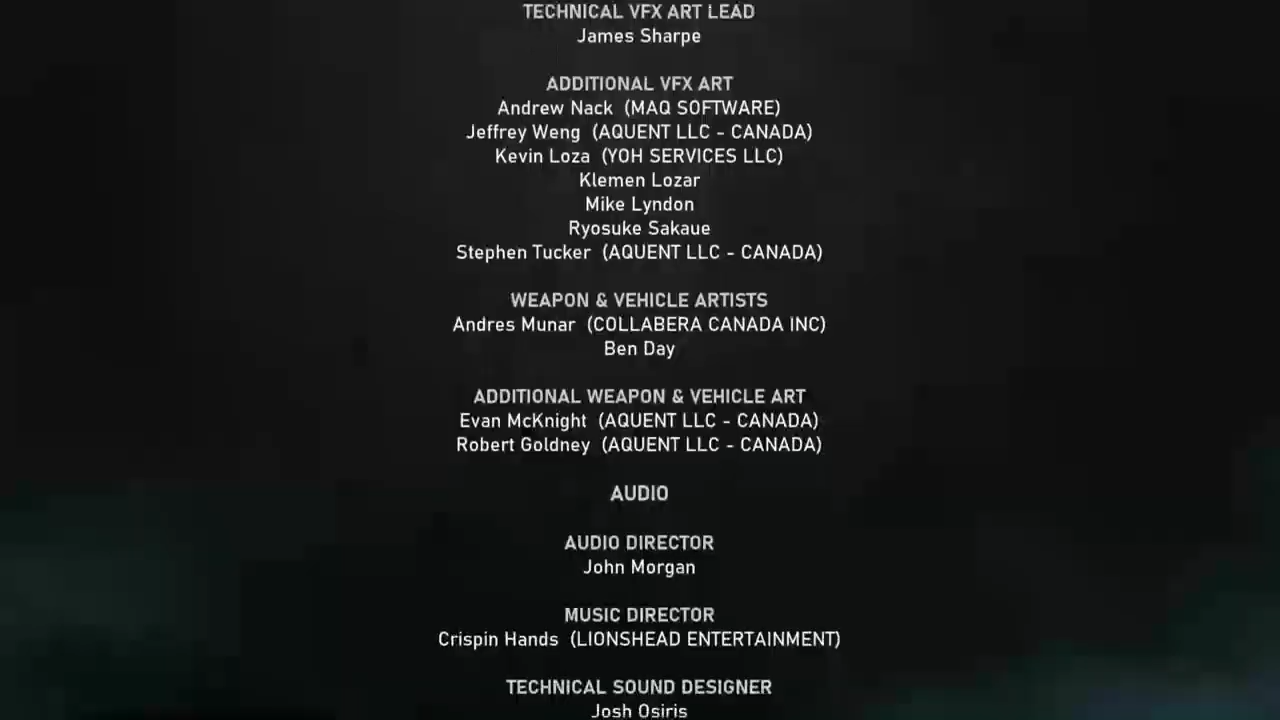 TECHNICAL VFX ART LEAD
James Sharpe
ADDITIONAL VFX ART
Andrew Nack (MAQ SOFTWARE)
Jeffrey Weng (AQUENT LLC - CANADA)
Kevin Loza (YOH SERVICES LLC)
Klemen Lozar
Mike Lyndon
Ryosuke Sakaue
Stephen Tucker (AQUENT LLC - CANADA)
WEAPON & VEHICLE ARTISTS
Andres Munar (COLLABERA CANADA INC)
Ben Day
ADDITIONAL WEAPON & VEHICLE ART
Evan McKnight (AQUENT LLC - CANADA)
Robert Goldney (AQUENT LLC - CANADA)
AUDIO
AUDIO DIRECTOR
John Morgan
MUSIC DIRECTOR
Crispin Hands (LIONSHEAD ENTERTAINMENT)
TECHNICAL SOUND DESIGNER
Josh Osiris